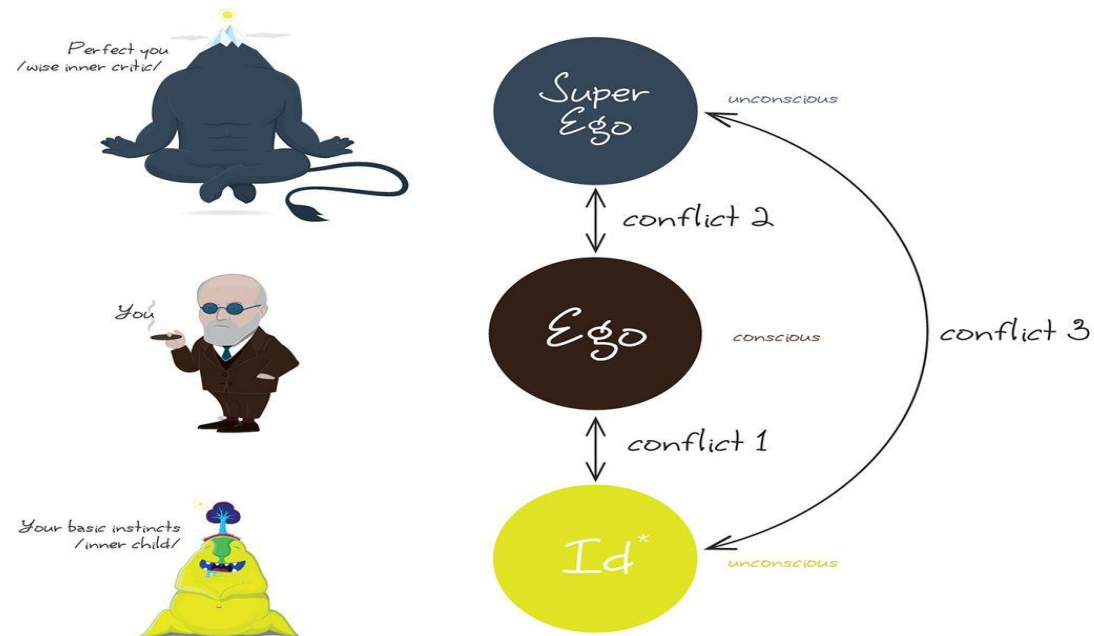 Perfect you
/wise inner critic/
Super
Ego
unconscious
conflict 2
You
Ego
conscious
conflict 3
conflict 1
Your basic instincts
/inner child/
Id*
unconscious